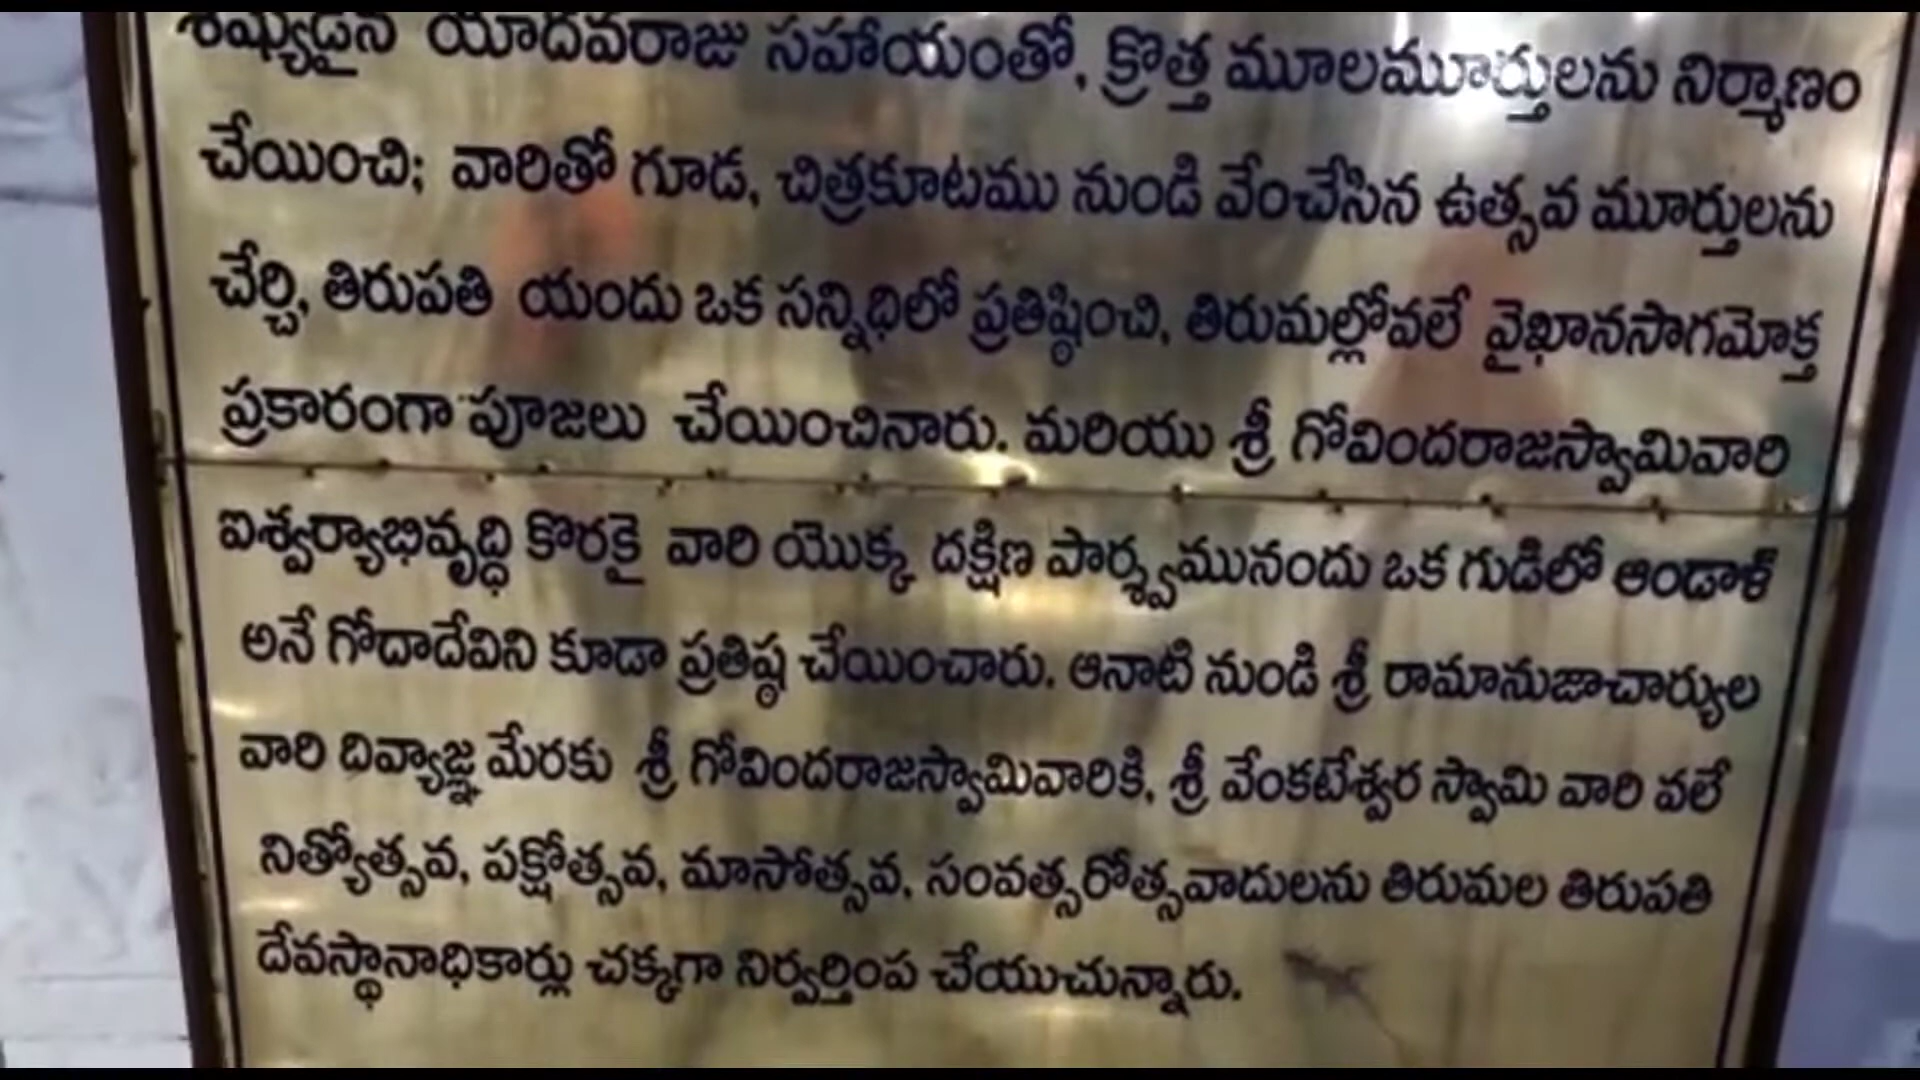 శిష్యుడైన యాదవరాజు సహాయంతో, క్రొత్త మూలమూర్తులను నిర్మాణం
చేయించి; వారితో గూడ, చిత్రకూటము నుండి వేంచేసిన ఉత్సవ మూర్తులను
చేర్చి, తిరుపతి యందు ఒక సన్నిధిలో ప్రతిష్ఠించి, తిరుమల్లోవలే వైఖానసాగమోక్త
ప్రకారంగా పూజలు చేయించినారు. మరియు శ్రీ గోవిందరాజస్వామివారి
ఐశ్వర్యాభివృద్ధి కొరకై వారి యొక్క దక్షిణ పార్శ్వమునందు ఒక గుడిలో ఆండాళ్
అనే గోదాదేవిని కూడా ప్రతిష్ఠ చేయించారు. ఆనాటి నుండి శ్రీ రామానుజాచార్యుల
వారి దివ్యాజ్ఞ మేరకు శ్రీ గోవిందరాజస్వామివారికి, శ్రీ వేంకటేశ్వర స్వామి వారి వలే
నిత్యోత్సవ, పక్షోత్సవ, మాసోత్సవ, సంవత్సరోత్సవాదులను తిరుమల తిరుపతి
దేవస్థానాధికార్లు చక్కగా నిర్వర్తింప చేయుచున్నారు.